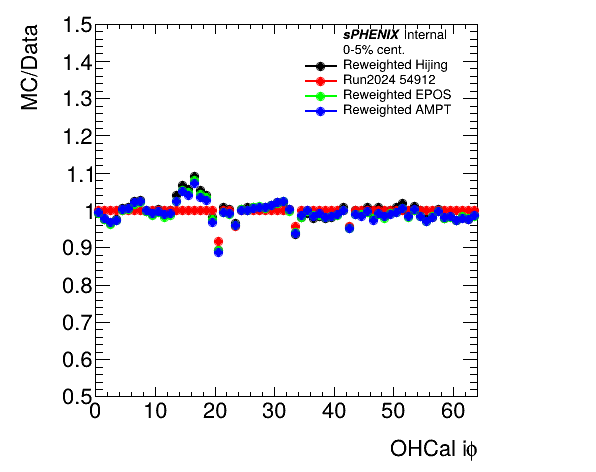 MC/Data
1.5
1.4
1.3
1.2
1.1
1
0.9
0.8
0.7
0.6
0.5
sPHENIX Internal
0-5% cent.
Reweighted Hijing
Run2024 54912
Reweighted EPOS
Reweighted AMPT
0 10 20 30 40 50 60
OHCal iϕ